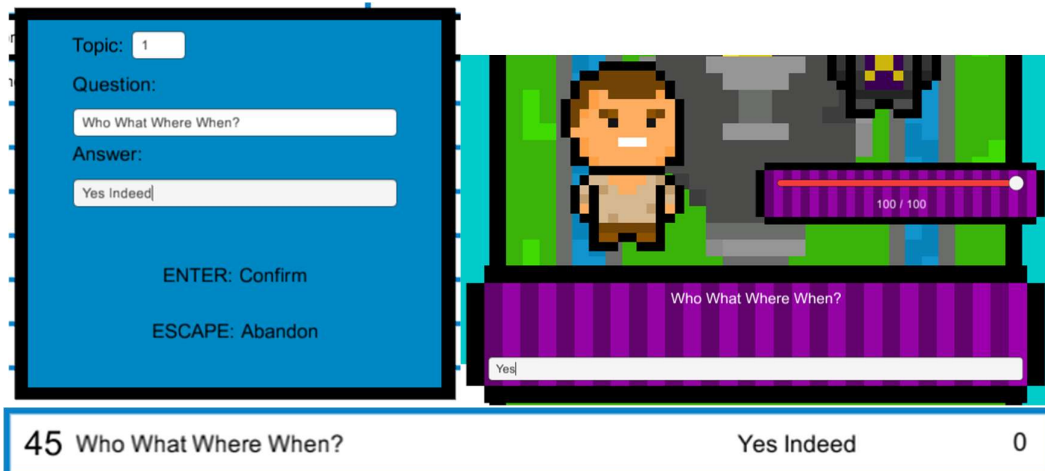 Topic: 1
Question:
Who What Where When?
Answer:
Yes Indeed
ENTER: Confirm
ESCAPE: Abandon
100 / 100
Who What Where When?
Yes
45 Who What Where When? Yes Indeed 0